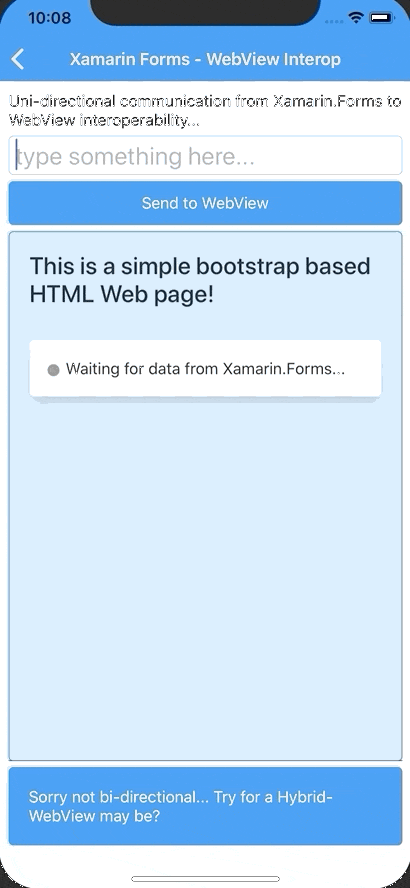 10:08
Xamarin Forms - WebView Interop
Uni-directional communication from Xamarin.Forms to
WebView interoperability...
type something here...
Send to WebView
This is a simple bootstrap based
HTML Web page!
Waiting for data from Xamarin.Forms...
Sorry not bi-directional... Try for a Hybrid-
WebView may be?